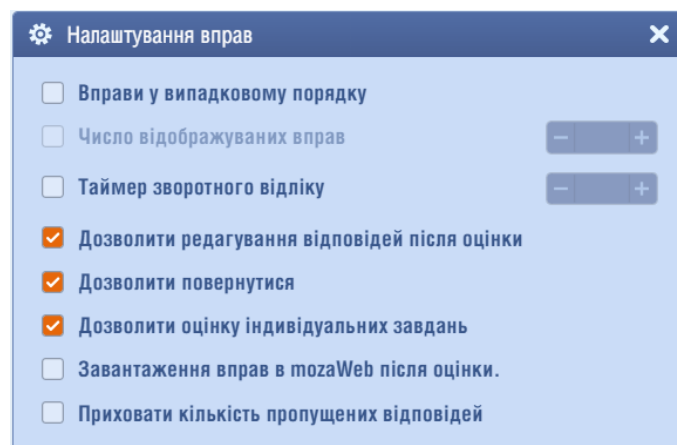 Налаштування вправ
Вправи у випадковому порядку
Число відображуваних вправ
Таймер зворотного відліку
Дозволити редагування відповідей після оцінки
Дозволити повернутися
Дозволити оцінку індивідуальних завдань
Завантаження вправ в mozaWeb після оцінки.
Приховати кількість пропущених відповідей